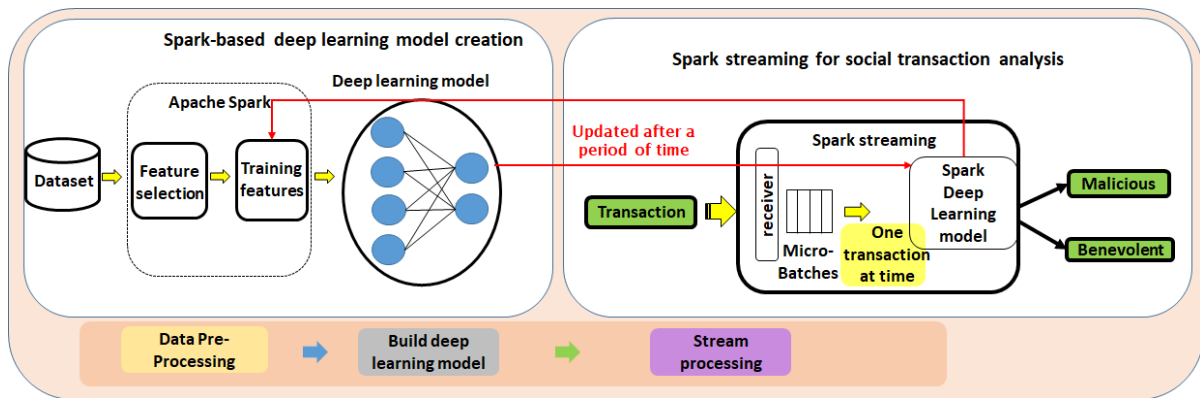 Spark-based deep learning model creation
Deep learning model
Apache Spark
Dataset
Feature
selection
Training
features
Spark streaming for social transaction analysis
Updated after a
period of time
Spark streaming
Transaction
receiver
Micro-
Batches
One
transaction
at time
Spark
Deep
Learning
model
Malicious
Benevolent
Data Pre-
Processing
Build deep
learning model
Stream
processing